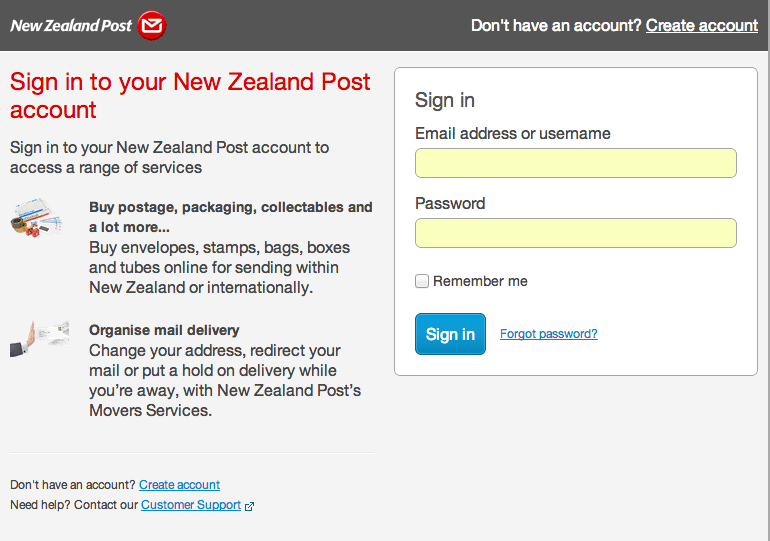 New Zealand Post
Don't have an account? Create account
Sign in to your New Zealand Post
account
Sign in to your New Zealand Post account to
access a range of services
Buy postage, packaging, collectables and
a lot more...
Buy envelopes, stamps, bags, boxes
and tubes online for sending within
New Zealand or internationally.
Organise mail delivery
Change your address, redirect your
mail or put a hold on delivery while
you’re away, with New Zealand Post’s
Movers Services.
Don't have an account? Create account
Need help? Contact our Customer Support
Sign in
Email address or username
Password
Remember me
Sign in
Forgot password?